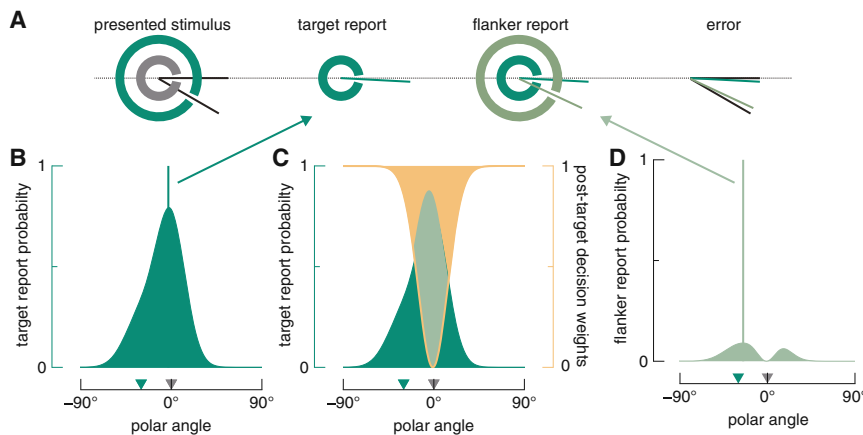 A
presented stimulus
target report
flanker report
error
B
C
D
1
0
target report probability
−90°
0°
90°
polar angle
1
0
target report probability
1
0
post-target decision weights
−90°
0°
90°
polar angle
1
0
flanker report probabilty
−90°
0°
90°
polar angle